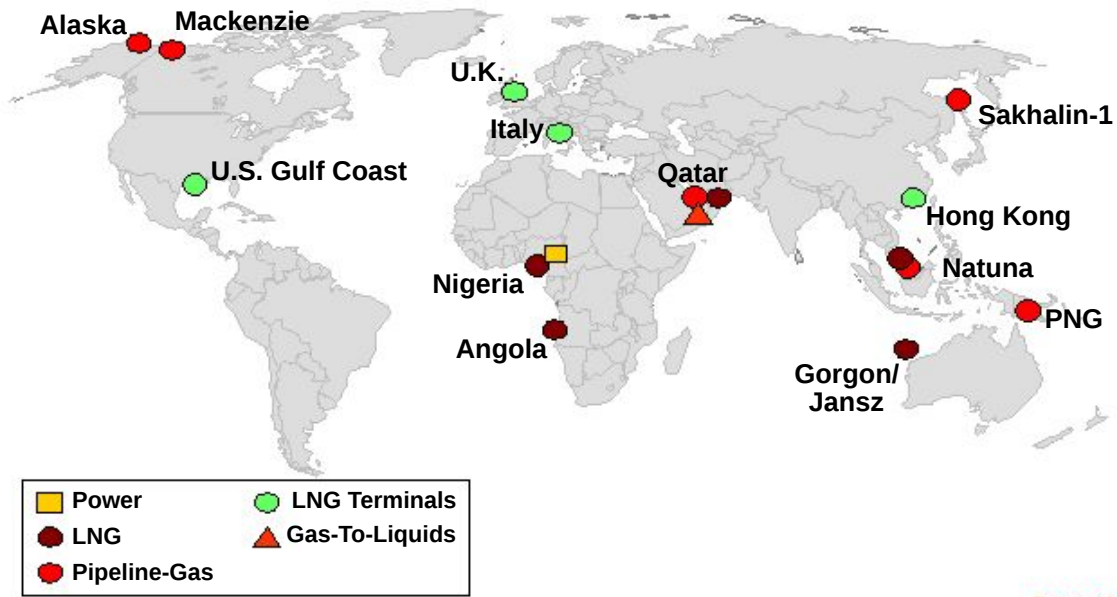 Alaska
Mackenzie
U.K.
Italy
Sakhalin-1
U.S. Gulf Coast
Qatar
Hong Kong
Nigeria
Natuna
PNG
Angola
Gorgon/
Jansz
Power
LNG Terminals
LNG
Gas-To-Liquids
Pipeline-Gas